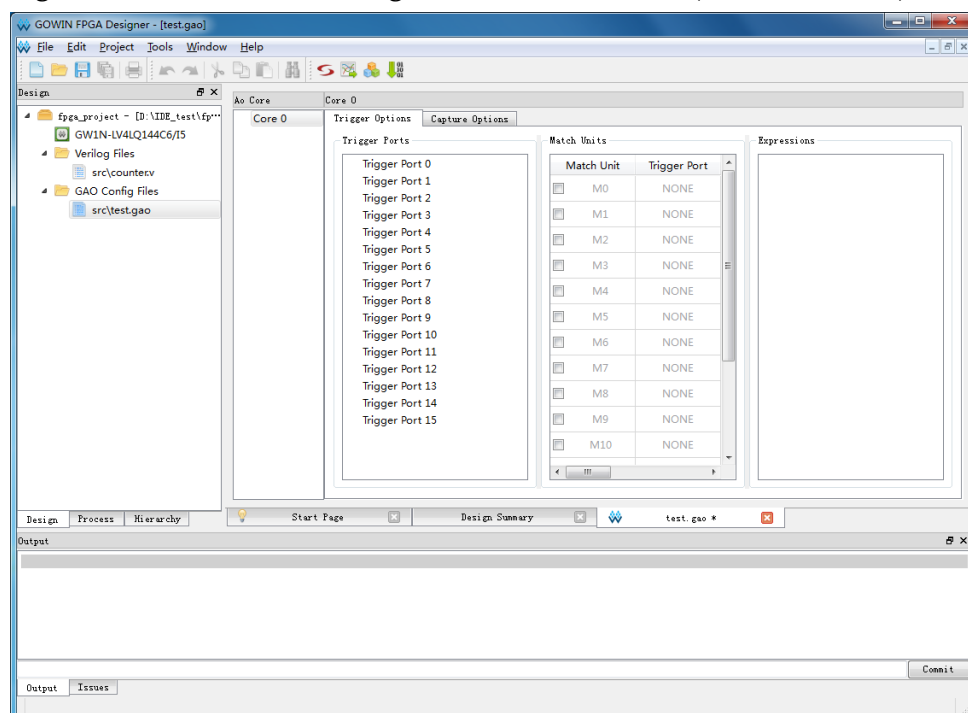 GOWIN FPGA Designer - [test.gao]
File Edit Project Tools Window Help
Design
fpga_project - [D:\IDE_test\fp...
GW1N-LV4LQ144C6/I5
Verilog Files
src\counter.v
GAO Config Files
src\test.gao
Design Process Hierarchy
Ao Core
Core 0
Core 0
Trigger Options Capture Options
Trigger Ports
Trigger Port 0
Trigger Port 1
Trigger Port 2
Trigger Port 3
Trigger Port 4
Trigger Port 5
Trigger Port 6
Trigger Port 7
Trigger Port 8
Trigger Port 9
Trigger Port 10
Trigger Port 11
Trigger Port 12
Trigger Port 13
Trigger Port 14
Trigger Port 15
Match Units
Match Unit Trigger Port
M0 NONE
M1 NONE
M2 NONE
M3 NONE
M4 NONE
M5 NONE
M6 NONE
M7 NONE
M8 NONE
M9 NONE
M10 NONE
Expressions
Start Page Design Summary test.gao *
Output
Commit
Output Issues